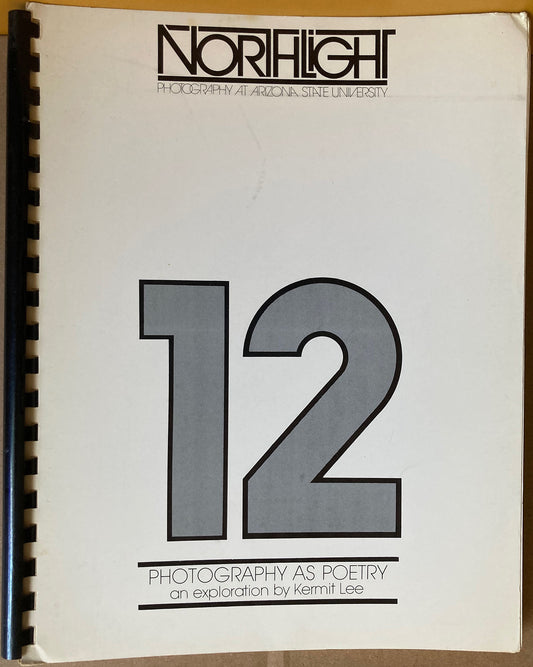 NORTHLIGHT
PHOTOGRAPHY AT ARIZONA STATE UNIVERSITY
12
PHOTOGRAPHY AS POETRY
an exploration by Kermit Lee